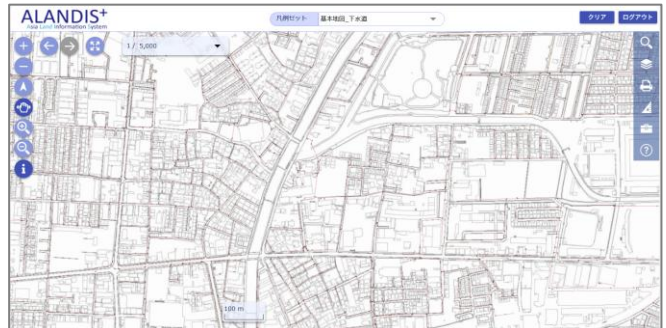 ALANDIS+
Asia Land Information System
凡例セット 基本地図_下水道
クリア ログアウト
1 / 5,000
100 m